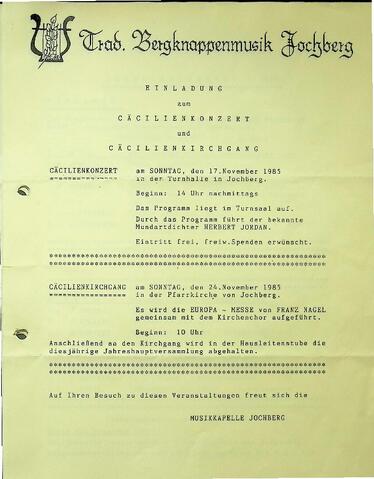 Trad. Bergknappenmusik Jochberg
EINLADUNG
zum
CÄCILIENKONZERT
und
CÄCILIENKIRCHGANG
CÄCILIENKONZERT am SONNTAG, den 17.November 1985
in der Turnhalle in Jochberg.
Beginn: 14 Uhr nachmittags
Das Programm liegt im Turnsaal auf.
Durch das Programm führt der bekannte
Mundartdichter HERBERT JORDAN.
Eintritt frei, freiw.Spenden erwünscht.
**************************************************
CÄCILIENKIRCHGANG am SONNTAG, den 24.November 1985
in der Pfarrkirche von Jochberg.
Es wird die EUROPA - MESSE von FRANZ NAGEL
gemeinsam mit dem Kirchenchor aufgeführt.
Beginn: 10 Uhr
Anschließend an den Kirchgang wird in der Hausleitenstube die
diesjährige Jahreshauptversammlung abgehalten.
**************************************************
Auf Ihren Besuch zu diesen Veranstaltungen freut sich die
MUSIKKAPELLE JOCHBERG